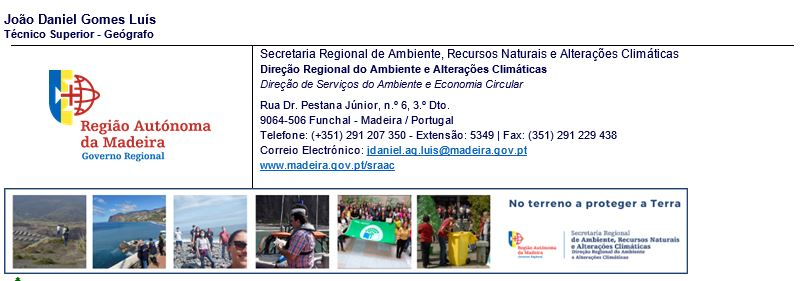 João Daniel Gomes Luís
Técnico Superior - Geógrafo
Região Autónoma
da Madeira
Governo Regional
Secretaria Regional de Ambiente, Recursos Naturais e Alterações Climáticas
Direção Regional do Ambiente e Alterações Climáticas
Direção de Serviços do Ambiente e Economia Circular
Rua Dr. Pestana Júnior, n.º 6, 3.º Dto.
9064-506 Funchal - Madeira / Portugal
Telefone: (+351) 291 207 350 - Extensão: 5349 | Fax: (351) 291 229 438
Correio Electrónico: jdaniel.ag.luis@madeira.gov.pt
www.madeira.gov.pt/sraac
No terreno a proteger a Terra
Região Autónoma
da Madeira
Governo Regional
Secretaria Regional
de Ambiente, Recursos Naturais
e Alterações Climáticas
Direção Regional do Ambiente
e Alterações Climáticas